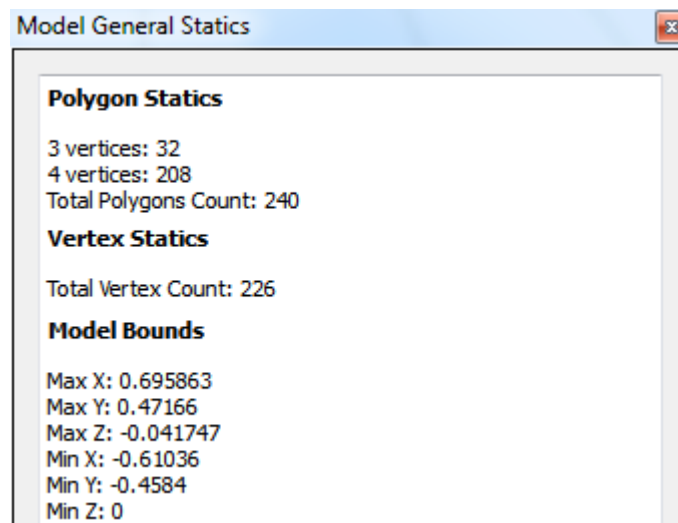 Model General Statics
Polygon Statics
3 vertices: 32
4 vertices: 208
Total Polygons Count: 240
Vertex Statics
Total Vertex Count: 226
Model Bounds
Max X: 0.695863
Max Y: 0.47166
Max Z: -0.041747
Min X: -0.61036
Min Y: -0.4584
Min Z: 0